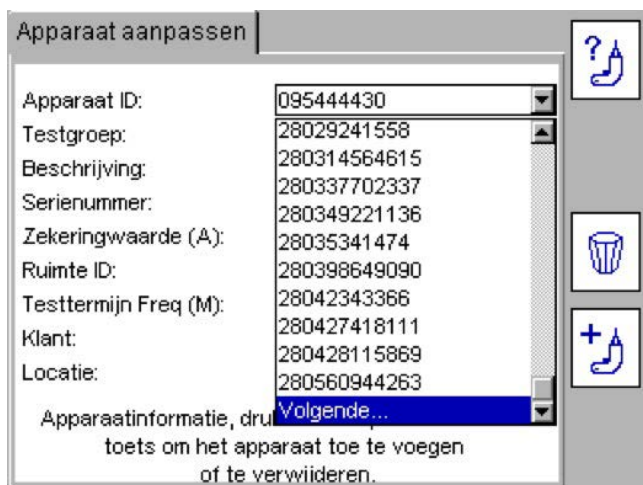 Apparaat aanpassen
?
Apparaat ID: 095444430
Testgroep: 28029241558
Beschrijving: 280314564615
Serienummer: 280337702337
280349221136
Zekeringwaarde (A): 28035341474
Ruimte ID: 280398649090
Testtermijn Freq (M): 28042343366
280427418111
Klant: 280428115869
Locatie: 280560944263
Volgende...
Apparaatinformatie, dru
toets om het apparaat toe te voegen
of te verwijderen.
+